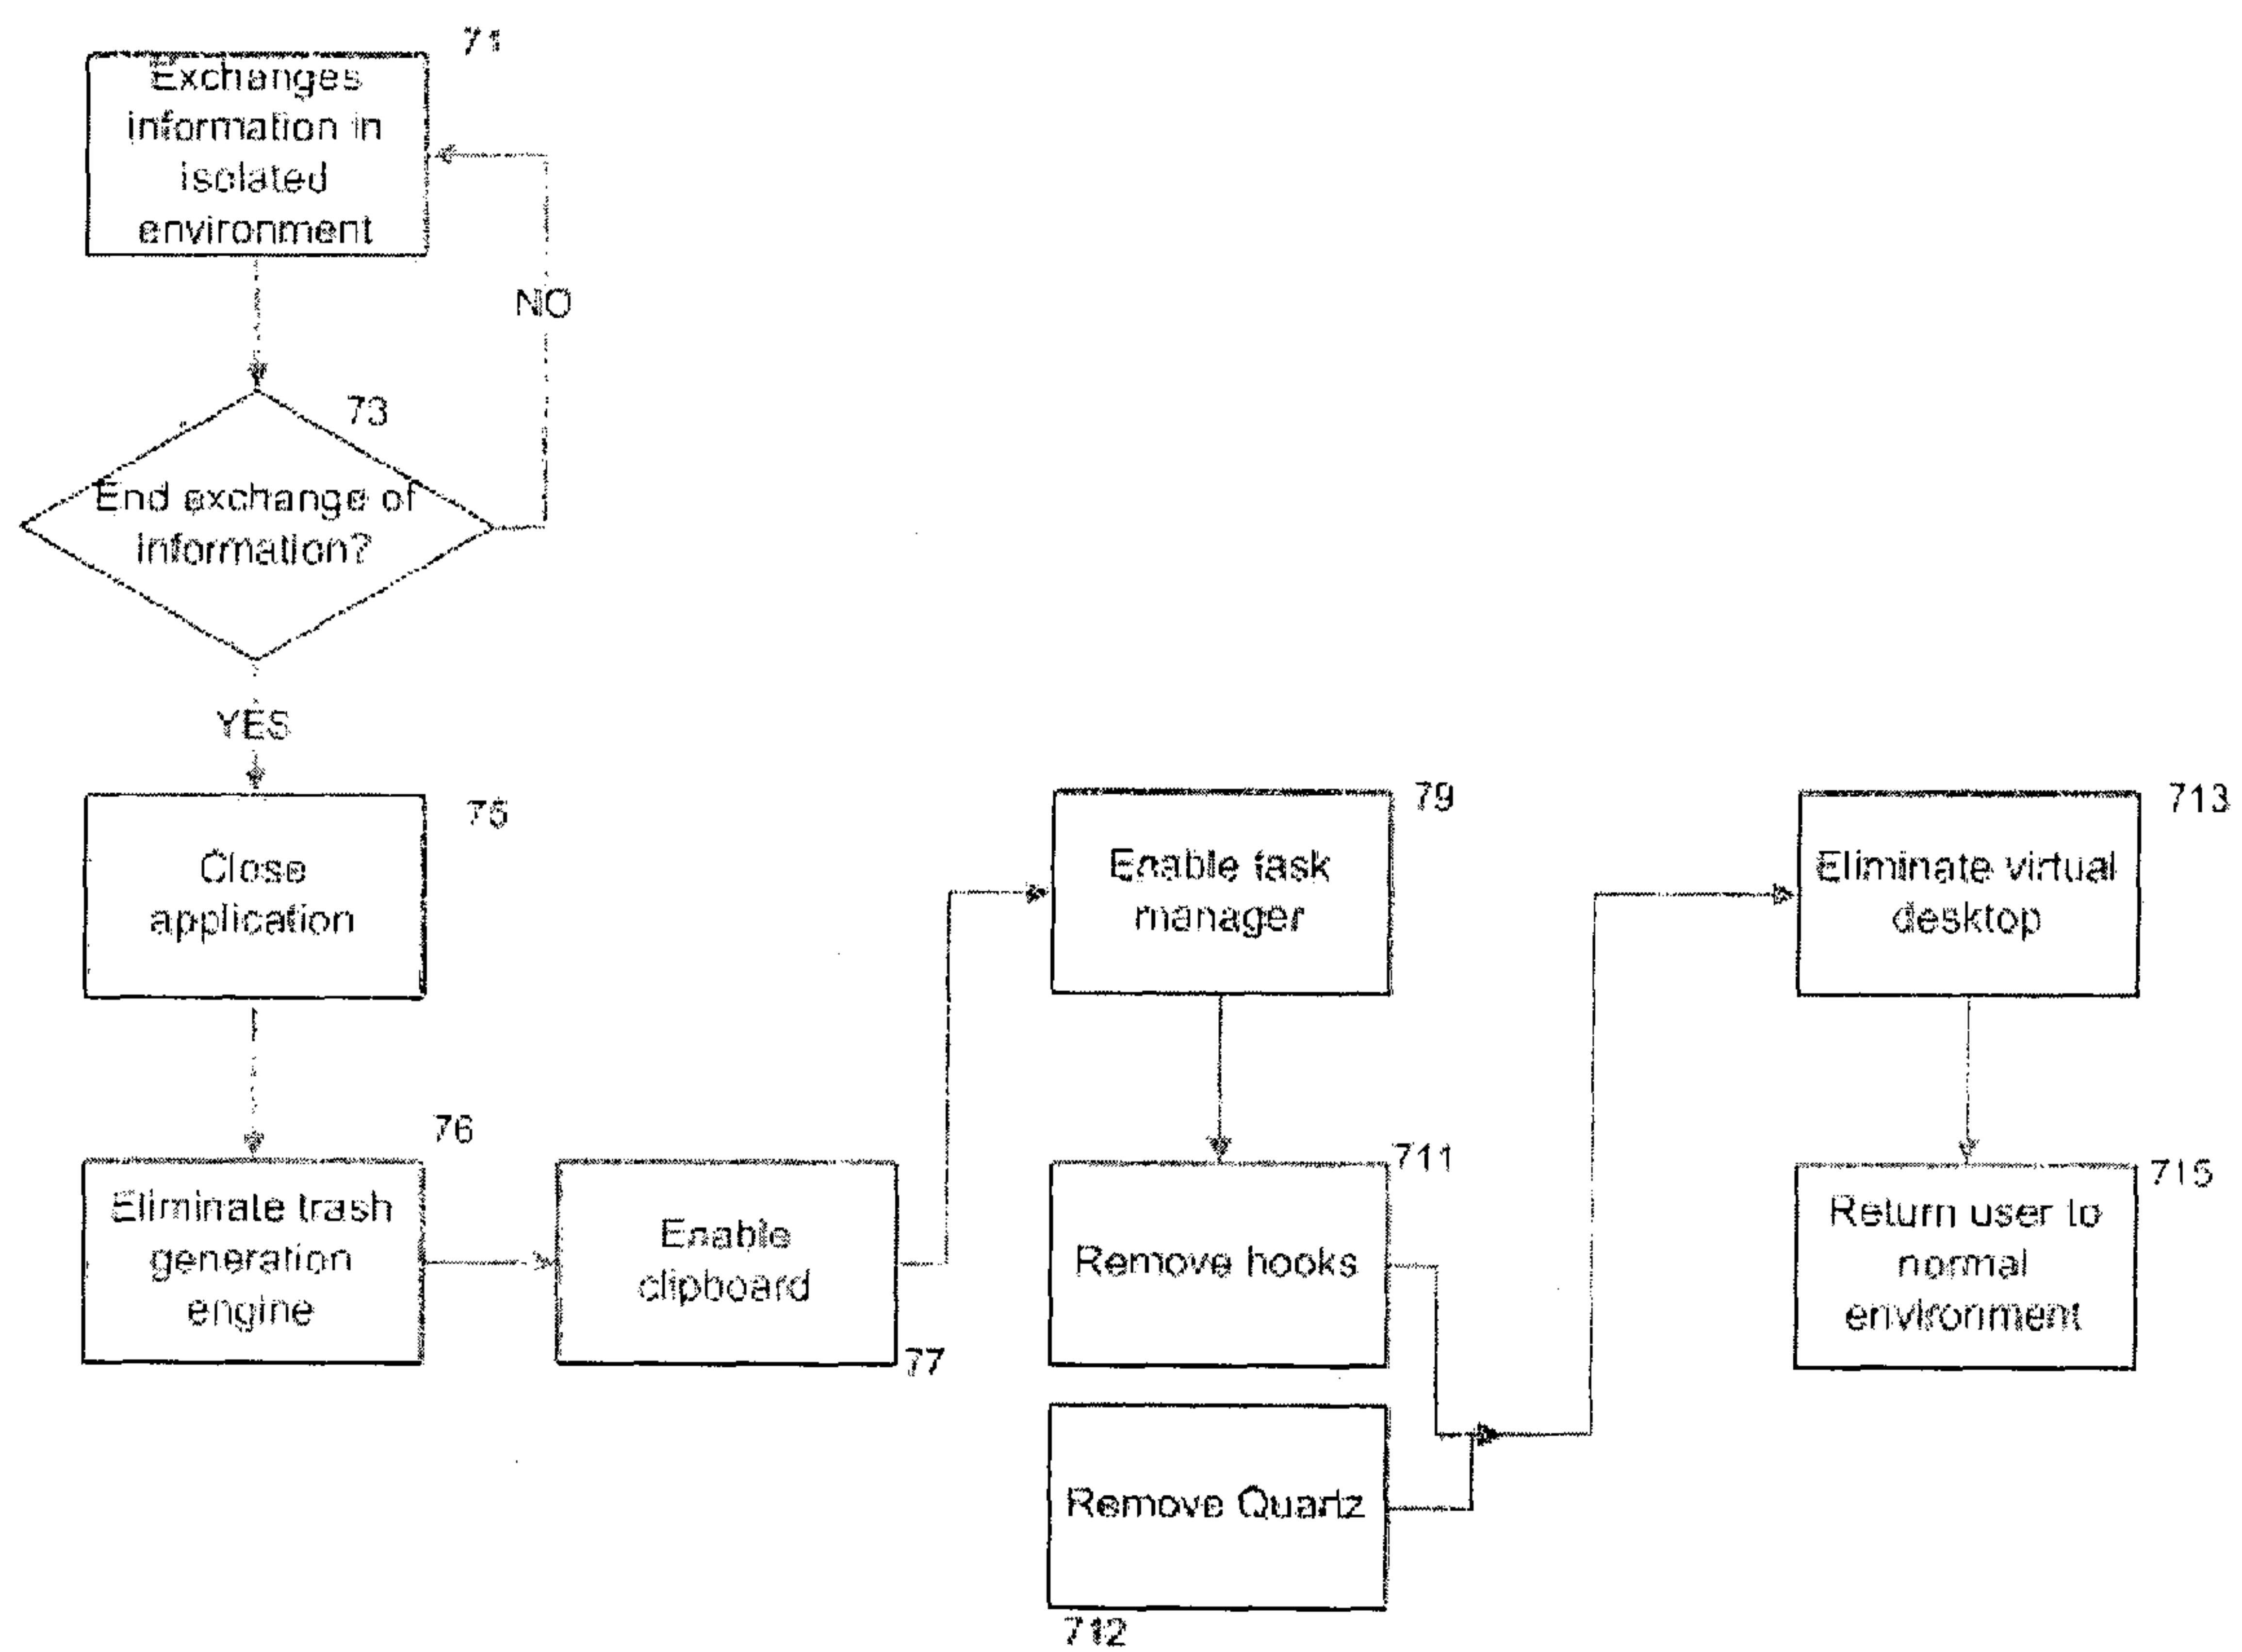 71
Exchanges
information in
isolated
environment
NO
73
End exchange of
information?
YES
75
Close
application
76
Eliminate trash
generation
engine
Enable
clipboard
77
79
Enable task
manager
711
Remove hooks
Remove Quartz
712
713
Eliminate virtual
desktop
715
Return user to
normal
environment